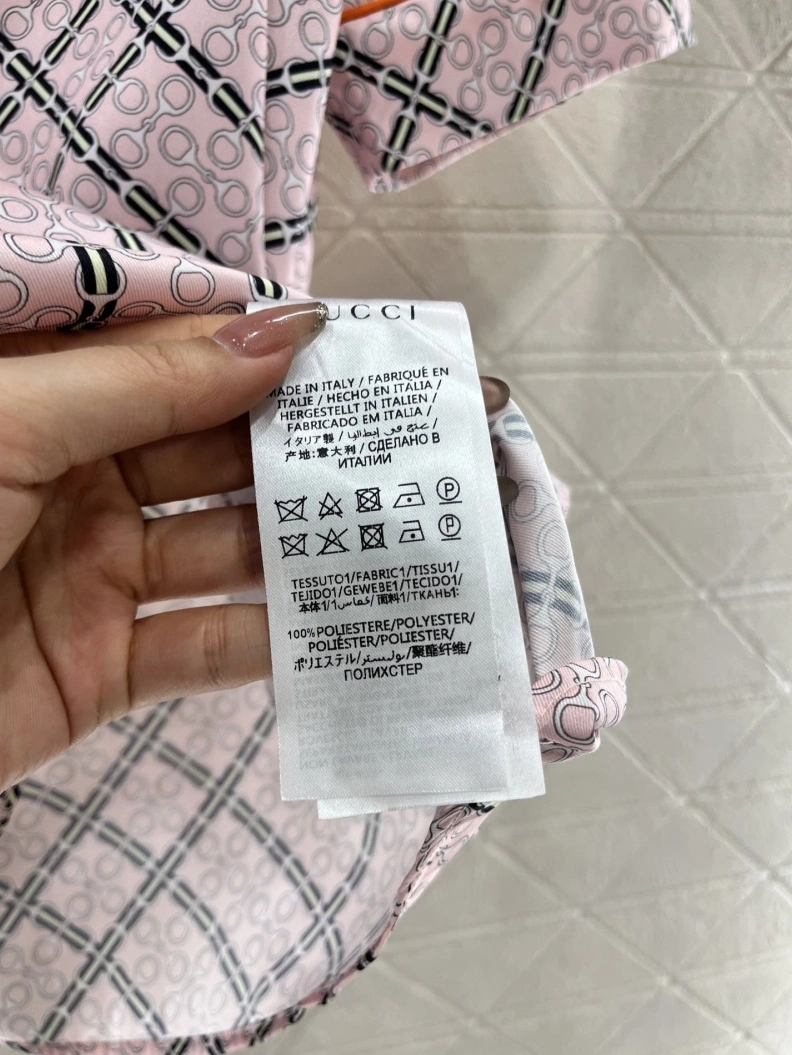 UCCI
MADE IN ITALY / FABRIQUÉ EN
ITALIE / HECHO EN ITALIA /
HERGESTELLT IN ITALIEN /
FABRICADO EM ITALIA /
イタリア製 / صنع في إيطاليا /
产地:意大利 / СДЕЛАНО В
ИТАЛИИ
P
P
TESSUTO1/FABRIC1/TISSU1/
TEJIDO1/GEWEBE1/TECIDO1/
本体1/قماش1/面料1/ТКАНЬ1:
100%POLIESTERE/POLYESTER/
POLIÉSTER/POLIESTER/
ポリエステル/بوليستر/聚酯纤维/
ПОЛИХСТЕР